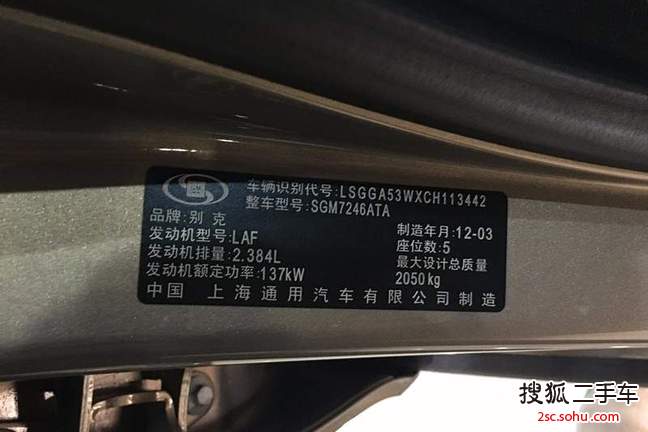 车辆识别代号:LSGGA53WXCH113442
整车型号:SGM7246ATA
品牌:别克
制造年月:12-03
发动机型号:LAF
座位数:5
发动机排量:2.384L
最大设计总质量
发动机额定功率:137kW
2050kg
中国 上海通用汽车有限公司制造
搜狐二手车
2sc.sohu.com